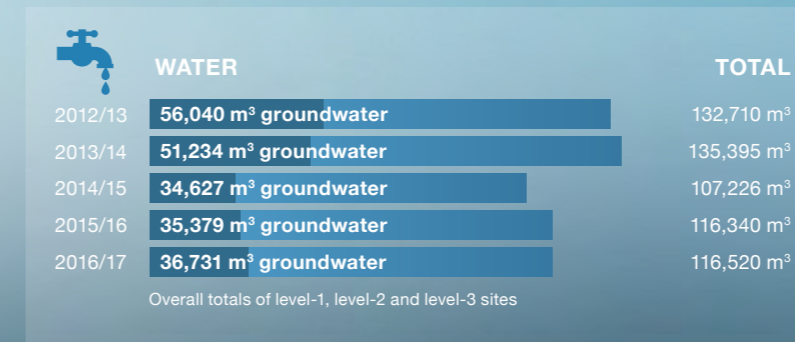 WATER TOTAL
2012/13 56,040 m³ groundwater 132,710 m³
2013/14 51,234 m³ groundwater 135,395 m³
2014/15 34,627 m³ groundwater 107,226 m³
2015/16 35,379 m³ groundwater 116,340 m³
2016/17 36,731 m³ groundwater 116,520 m³
Overall totals of level-1, level-2 and level-3 sites